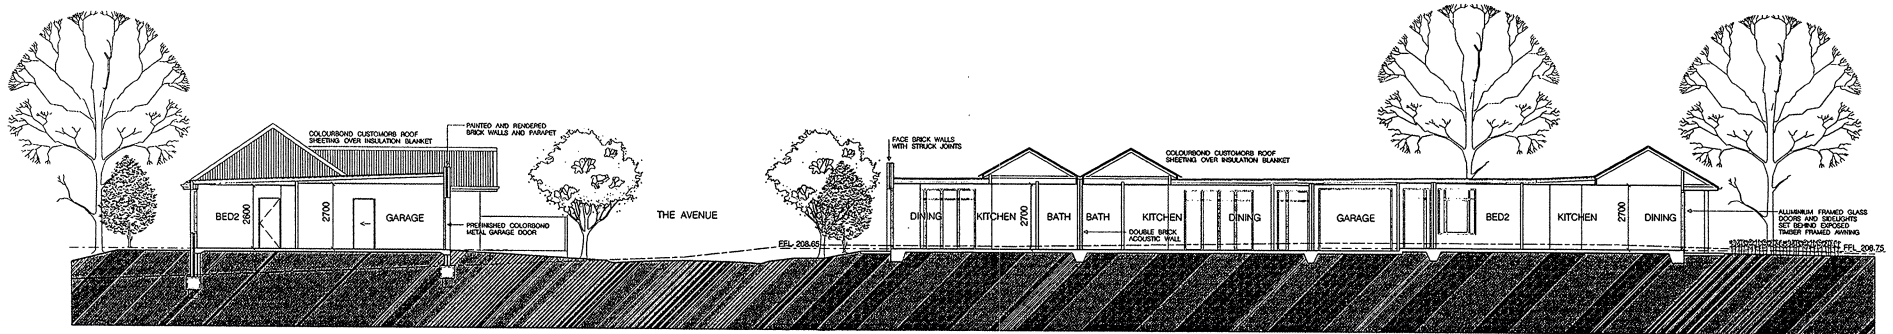 COLOURBOND CUSTOMORB ROOF
SHEETING OVER INSULATION BLANKET
PAINTED AND RENDERED
BRICK WALLS AND PARAPET
BED2
2600
2700
GARAGE
PREFINISHED COLORBOND
METAL GARAGE DOOR
THE AVENUE
FACE BRICK WALLS
WITH STRUCK JOINTS
COLOURBOND CUSTOMORB ROOF
SHEETING OVER INSULATION BLANKET
FFL 208.65
DINING
KITCHEN
2700
BATH
BATH
KITCHEN
DINING
GARAGE
BED2
KITCHEN
2700
DINING
DOUBLE BRICK
ACOUSTIC WALL
ALUMINIUM FRAMED GLASS
DOORS AND SIDELIGHTS
SET BEHIND EXPOSED
TIMBER FRAMED AWNING
FFL 208.75